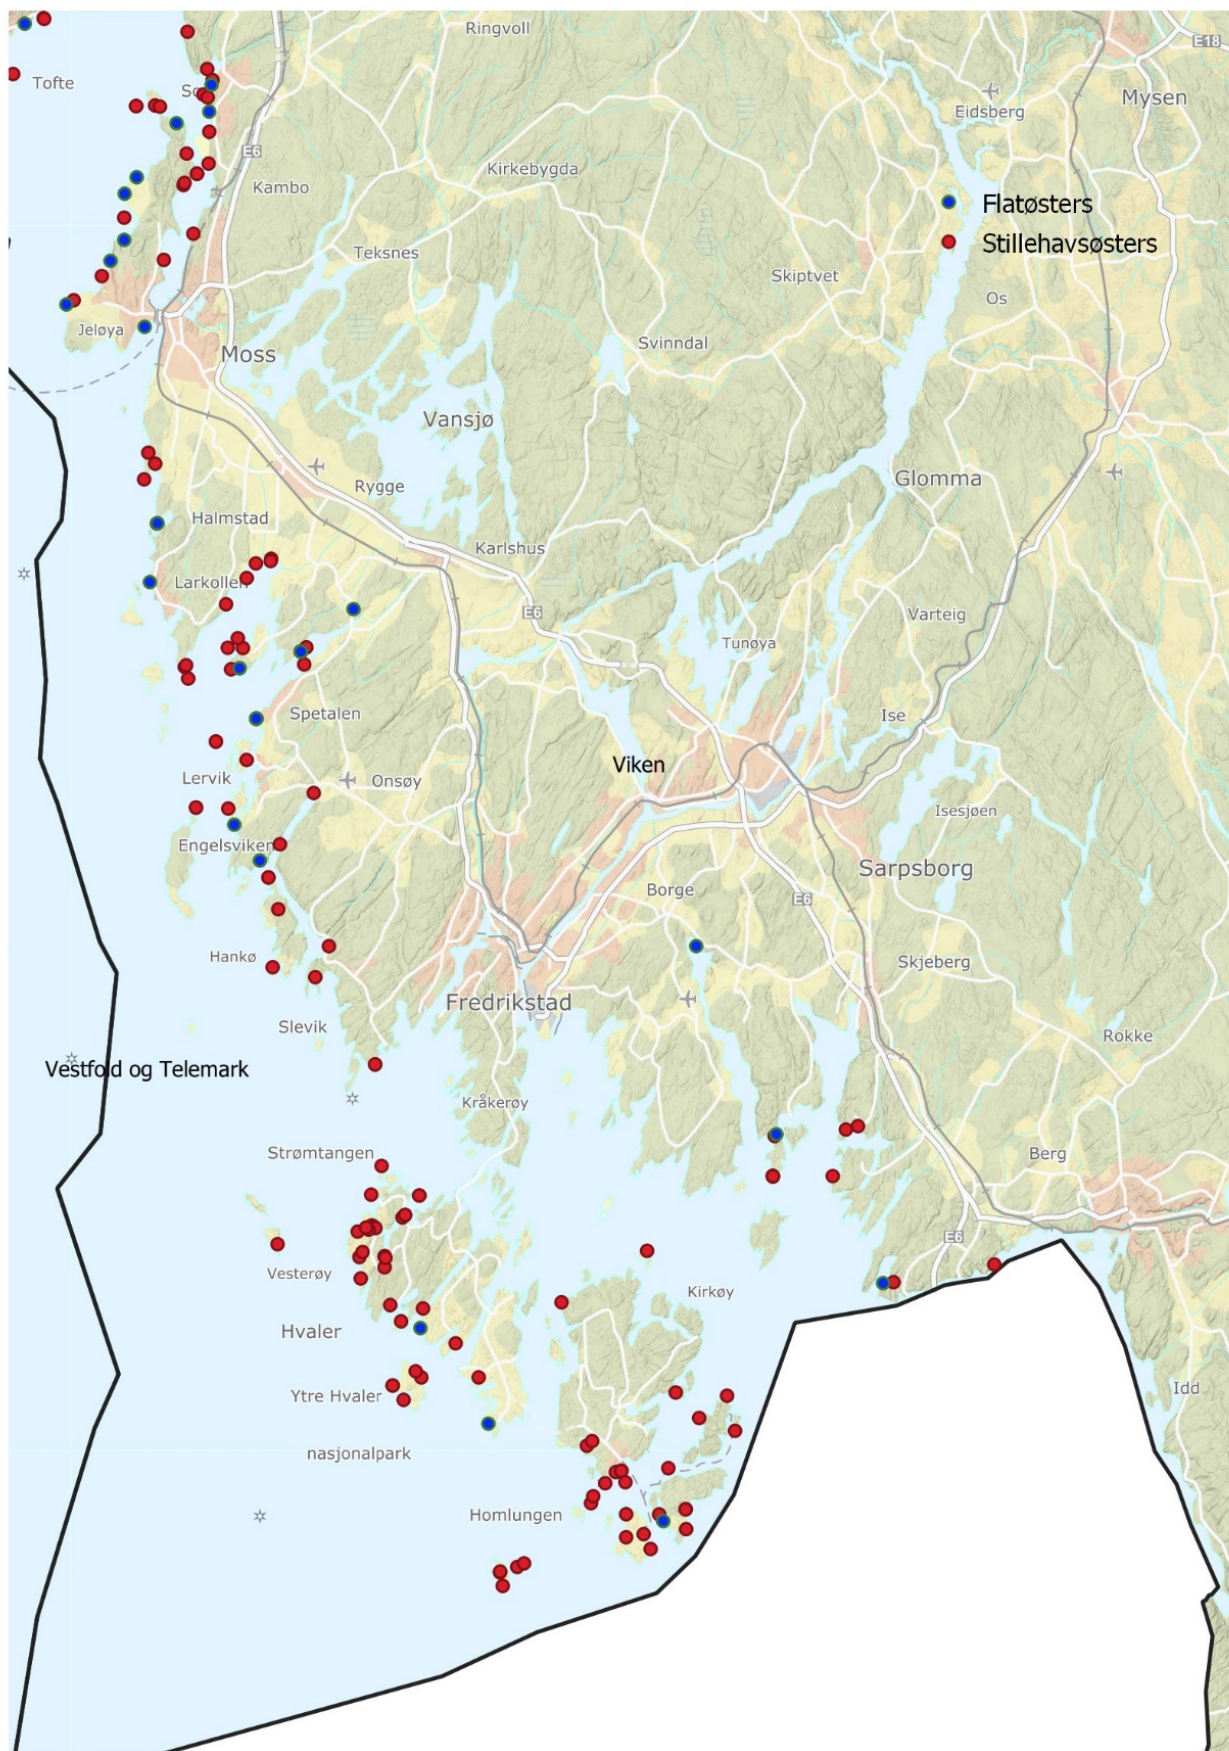 Ringvoll
E18
Tofte
Mysen
Eidsberg
E6
Kirkebygda
Kambo
Flatøsters
Stillehavsøsters
Teksnes
Skiptvet
Os
Jeløya
Svinndal
Moss
Vansjø
Glomma
Rygge
Halmstad
Karlshus
Larkollen
E6
Varteig
Tunøya
Spetalen
Ise
Viken
Lervik
Onsøy
Isesjøen
Engelsviken
Sarpsborg
Borge
E6
Hankø
Skjeberg
Fredrikstad
Slevik
Rokke
Vestfold og Telemark
Kråkerøy
Strømtangen
Berg
E6
Vesterøy
Kirkøy
Hvaler
Idd
Ytre Hvaler
nasjonalpark
Homlungen